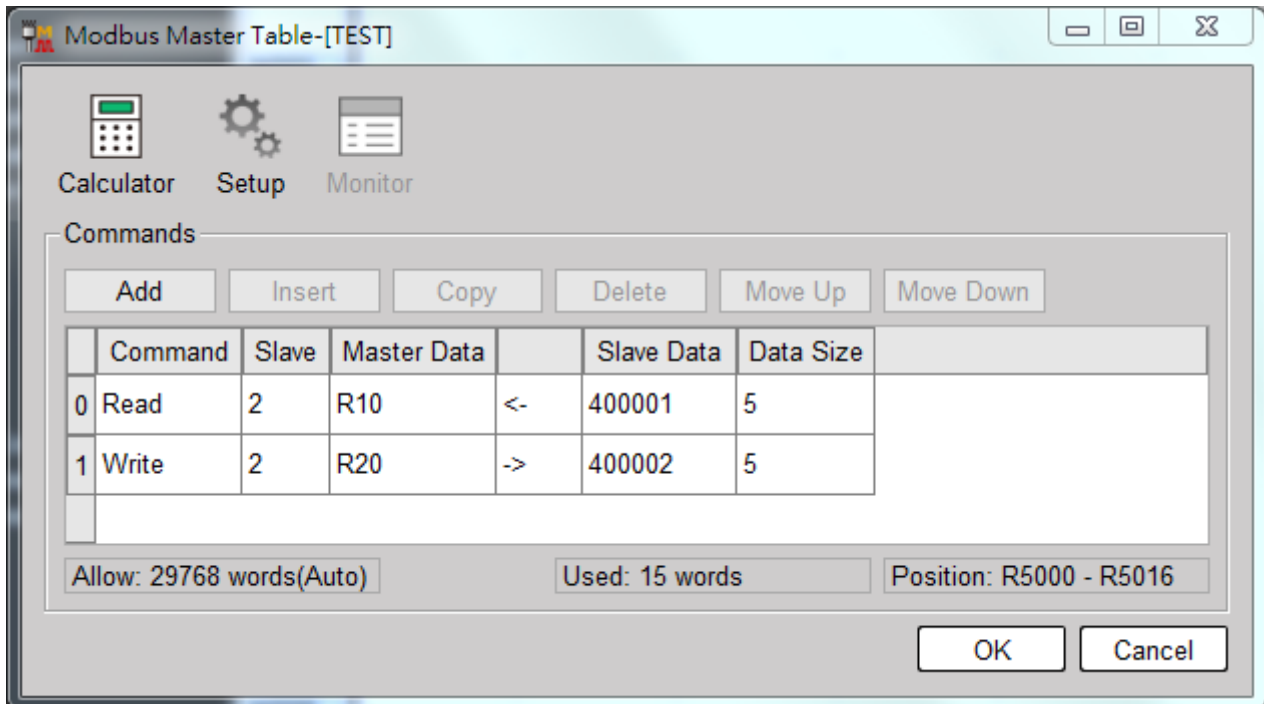 Modbus Master Table-[TEST]
Calculator Setup Monitor
Commands
Add Insert Copy Delete Move Up Move Down
Command Slave Master Data Slave Data Data Size
0 Read 2 R10 <- 400001 5
1 Write 2 R20 -> 400002 5
Allow: 29768 words(Auto) Used: 15 words Position: R5000 - R5016
OK Cancel